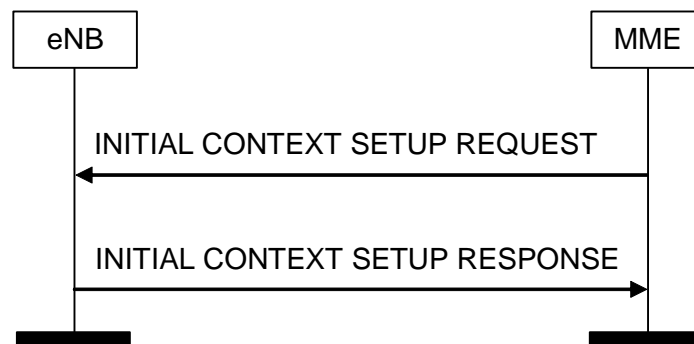 eNB
MME
INITIAL CONTEXT SETUP REQUEST
INITIAL CONTEXT SETUP RESPONSE